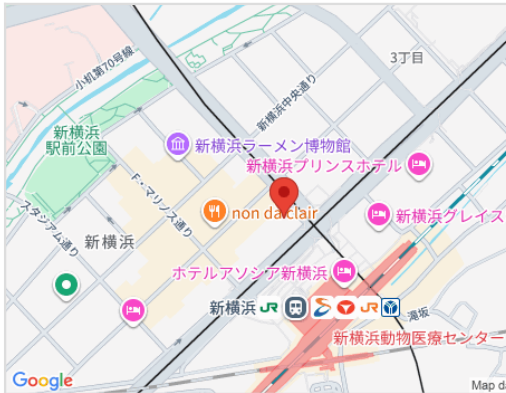 3丁目
小机第70号線
新横浜中央通り
新横浜
駅前公園
新横浜ラーメン博物館
新横浜プリンスホテル
F・マリノス通り
スタジアム通り
non da clair
新横浜グレイス
新横浜
ホテルアソシア新横浜
新横浜 JR JR
滝坂
新横浜動物医療センター
Google
Map da